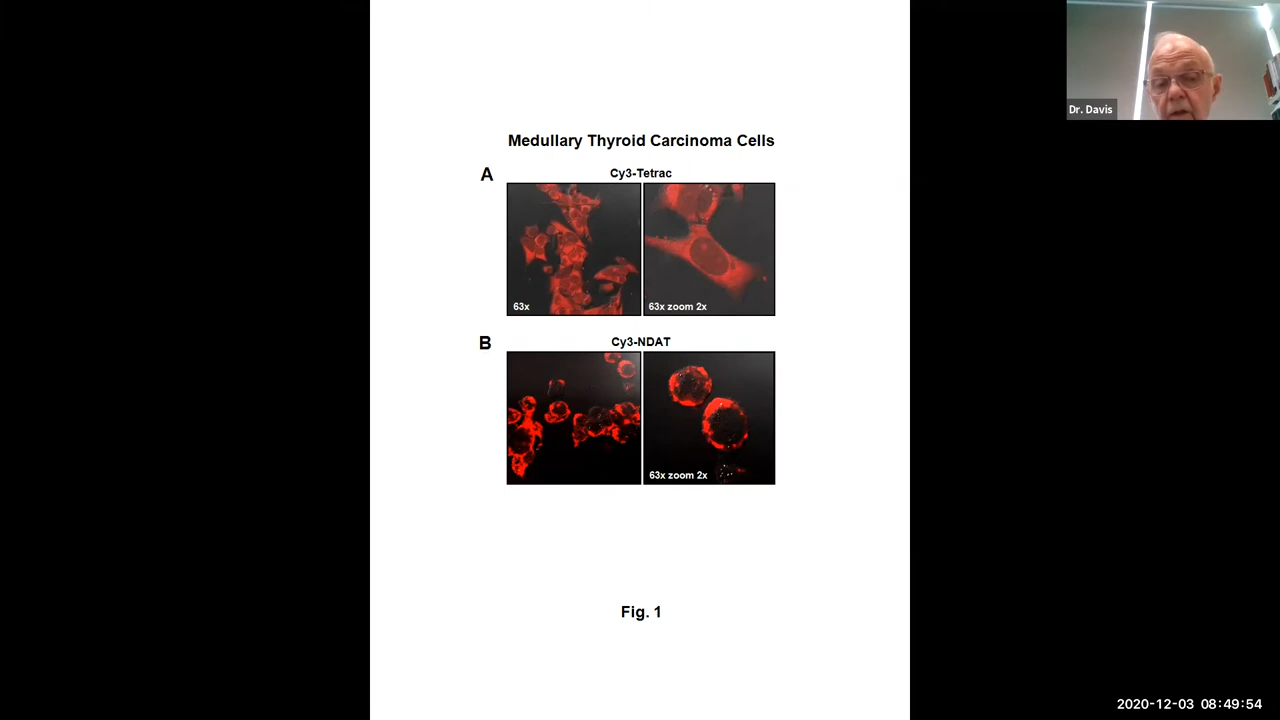 Dr. Davis
Medullary Thyroid Carcinoma Cells
A
Cy3-Tetrac
63x
63x zoom 2x
B
Cy3-NDAT
63x zoom 2x
Fig. 1
2020-12-03 08:49:54